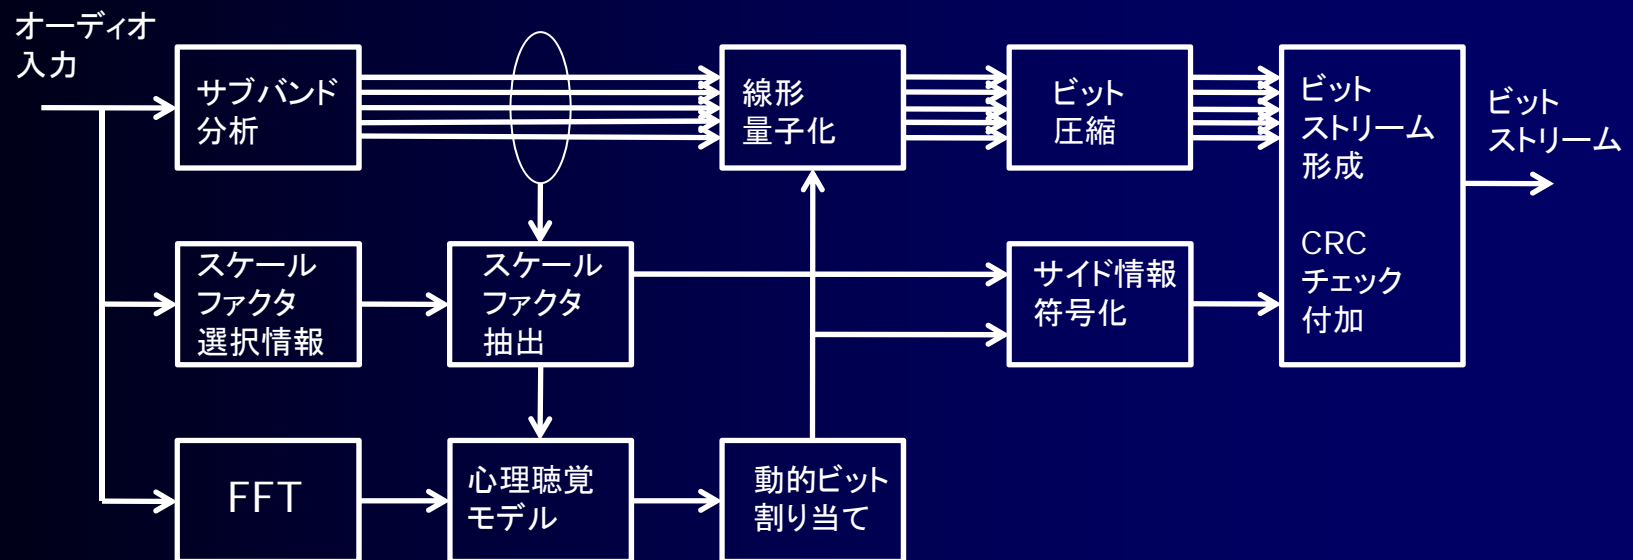 オーディオ
入力
サブバンド
分析
線形
量子化
ビット
圧縮
ビット
ストリーム
形成
CRC
チェック
付加
ビット
ストリーム
スケール
ファクタ
選択情報
スケール
ファクタ
抽出
サイド情報
符号化
FFT
心理聴覚
モデル
動的ビット
割り当て